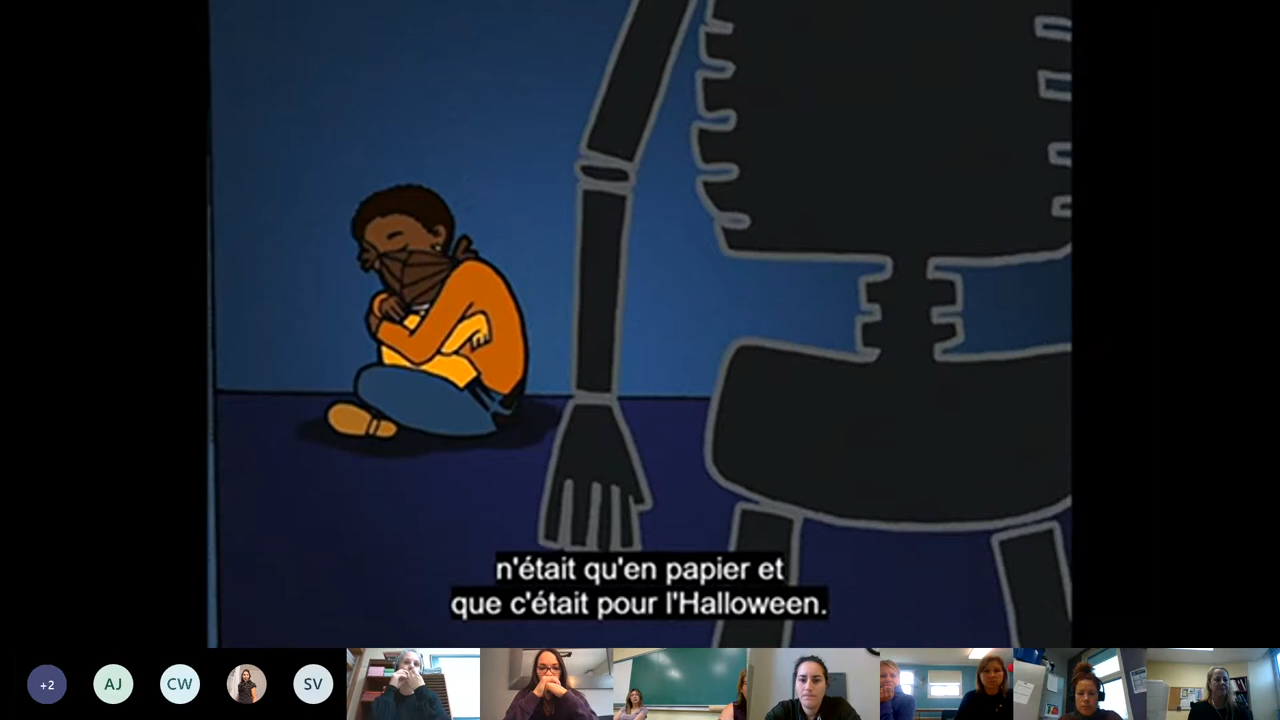 n'était qu'en papier et
que c'était pour l'Halloween.
+2
AJ
CW
SV